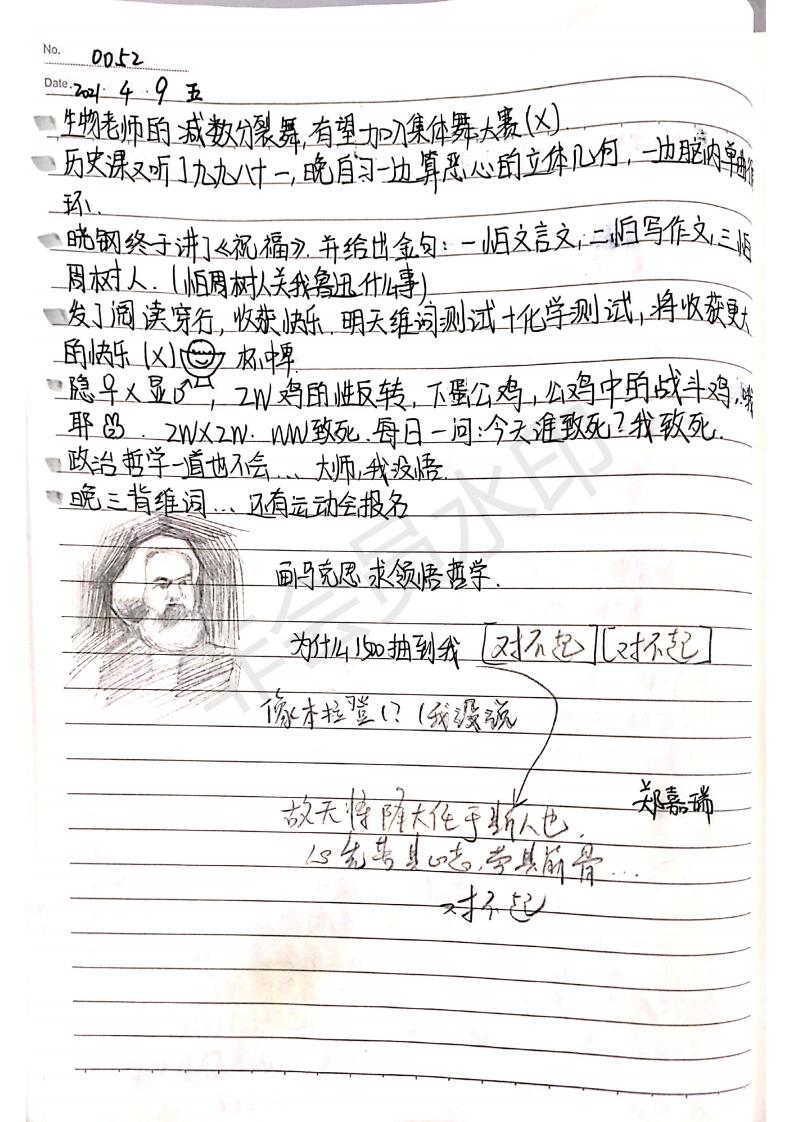 No. 0052
Date. 2021. 4. 9 五
生物老师的减数分裂舞,有望加入集体舞大赛(X)
历史课又听了九九八十一,晚自习一边算恶心的立体几何,一边脑内单曲循
环.
晓钢终于讲了《祝福》.并给出金句:一怕文言文,二怕写作文,三怕
周树人.(怕周树人关我鲁迅什么事)
发了阅读穿行,收获快乐.明天维词测试+化学测试,将收获更大
的快乐(X) 杯中卑.
隐♀×显♂,ZW鸡的性反转,下蛋公鸡,公鸡中的战斗鸡,哦
耶 . ZW×ZW. WW致死.每日一问:今天谁致死?我致死.
政治哲学一道也不会... 大师,我没悟.
晚三背维词... 还有运动会报名
画马克思求领悟哲学.
为什么1500抽到我 [对不起][对不起]
像本拉登(?(我没说
郑嘉瑞
故天将降大任于斯人也,
必先苦其心志,劳其筋骨...
对不起
非会员水印